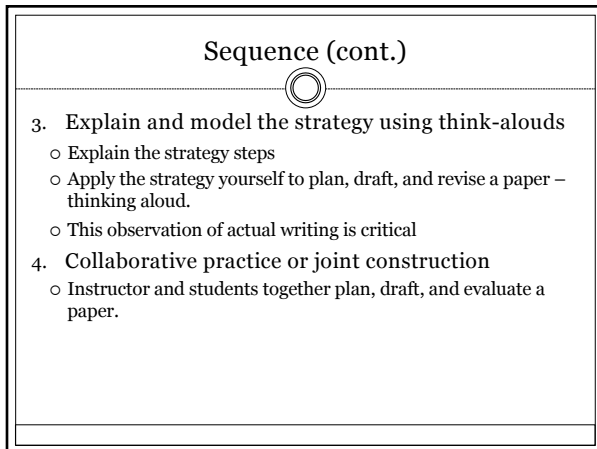 Sequence (cont.)
3. Explain and model the strategy using think-alouds
o Explain the strategy steps
o Apply the strategy yourself to plan, draft, and revise a paper –
thinking aloud.
o This observation of actual writing is critical
4. Collaborative practice or joint construction
o Instructor and students together plan, draft, and evaluate a
paper.